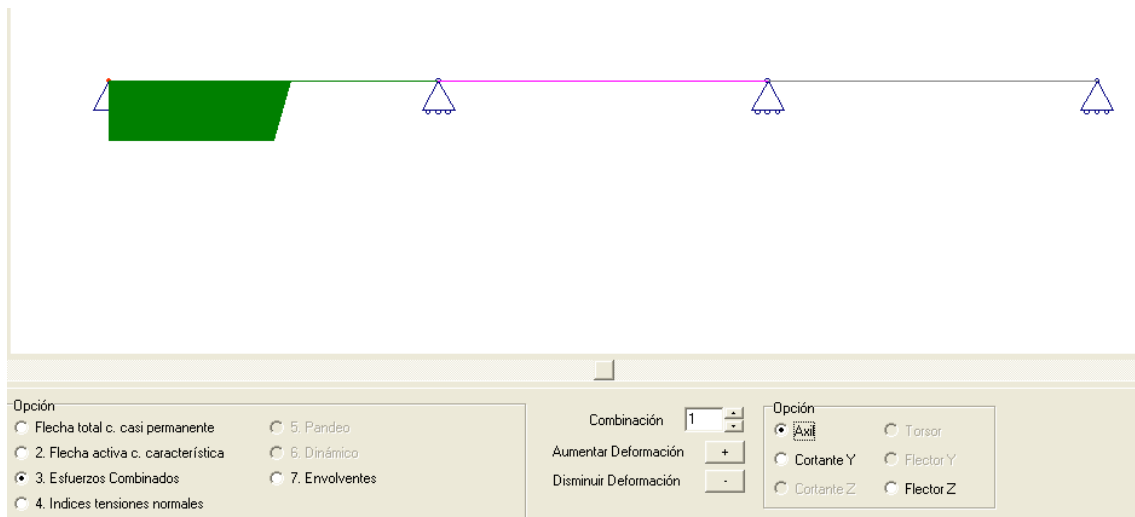 Opción
Flecha total c. casi permanente
2. Flecha activa c. característica
3. Esfuerzos Combinados
4. Indices tensiones normales
5. Pandeo
6. Dinámico
7. Envolventes
Combinación 1
Aumentar Deformación +
Disminuir Deformación -
Opción
Axil
Cortante Y
Cortante Z
Torsor
Flector Y
Flector Z